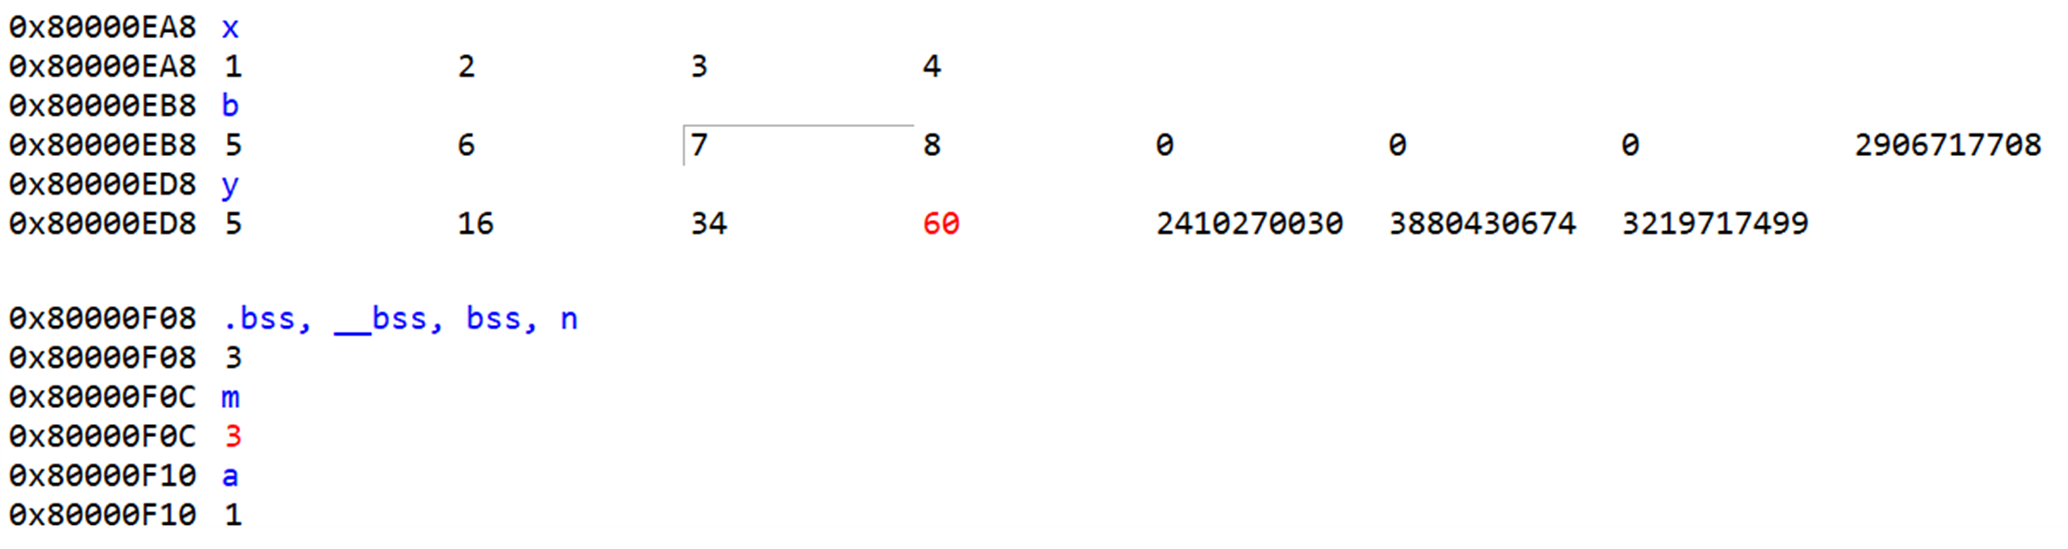 0x80000EA8 x
0x80000EA8 1 2 3 4
0x80000EB8 b
0x80000EB8 5 6 7 8 0 0 0 2906717708
0x80000ED8 y
0x80000ED8 5 16 34 60 2410270030 3880430674 3219717499
0x80000F08 .bss, __bss, bss, n
0x80000F08 3
0x80000F0C m
0x80000F0C 3
0x80000F10 a
0x80000F10 1